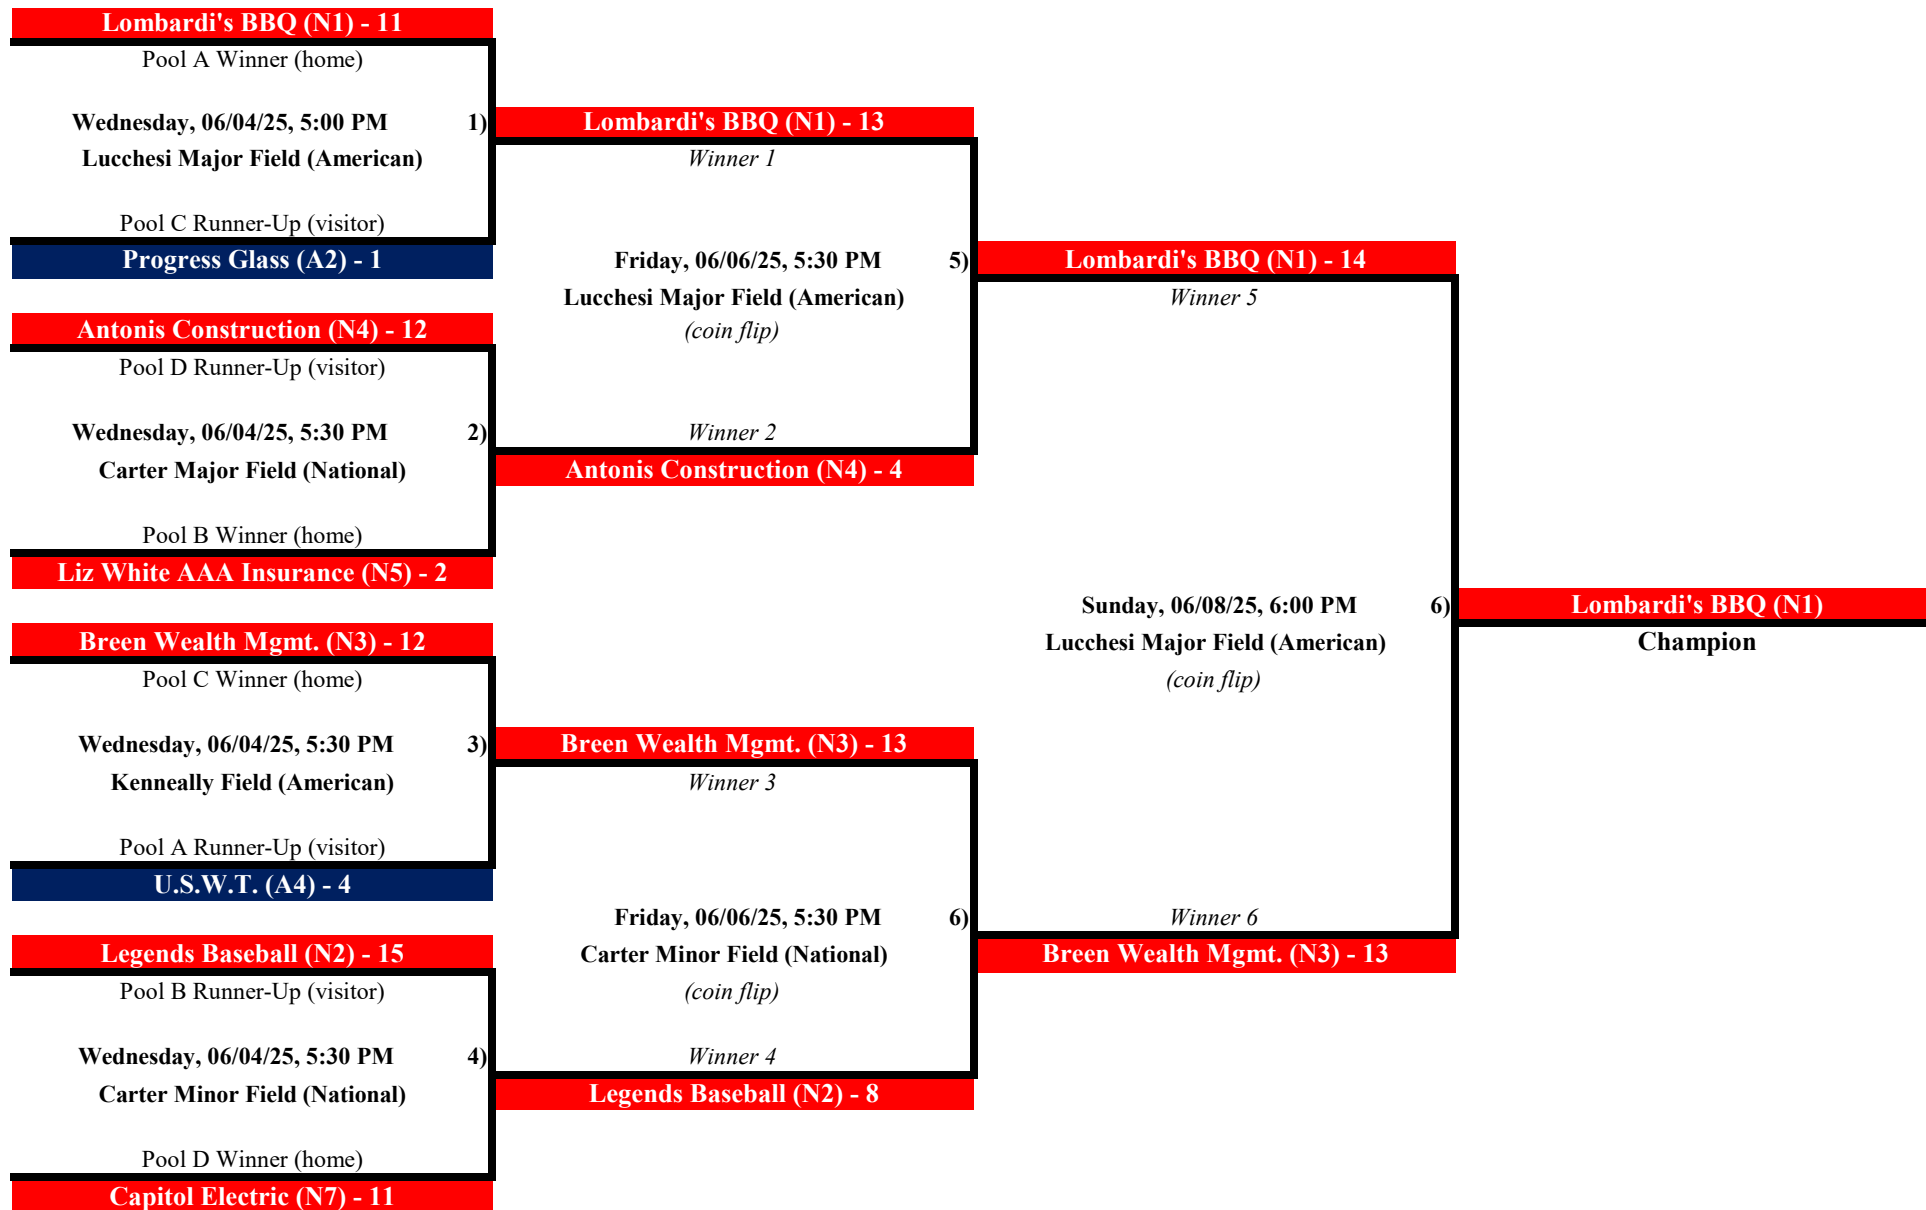 Lombardi's BBQ (N1) - 11
Pool A Winner (home)
Wednesday, 06/04/25, 5:00 PM 1)
Lucchesi Major Field (American)
Pool C Runner-Up (visitor)
Progress Glass (A2) - 1
Antonis Construction (N4) - 12
Pool D Runner-Up (visitor)
Wednesday, 06/04/25, 5:30 PM 2)
Carter Major Field (National)
Pool B Winner (home)
Liz White AAA Insurance (N5) - 2
Breen Wealth Mgmt. (N3) - 12
Pool C Winner (home)
Wednesday, 06/04/25, 5:30 PM 3)
Kenneally Field (American)
Pool A Runner-Up (visitor)
U.S.W.T. (A4) - 4
Legends Baseball (N2) - 15
Pool B Runner-Up (visitor)
Wednesday, 06/04/25, 5:30 PM 4)
Carter Minor Field (National)
Pool D Winner (home)
Capitol Electric (N7) - 11
Lombardi's BBQ (N1) - 13
Winner 1
Friday, 06/06/25, 5:30 PM 5)
Lucchesi Major Field (American)
(coin flip)
Winner 2
Antonis Construction (N4) - 4
Breen Wealth Mgmt. (N3) - 13
Winner 3
Friday, 06/06/25, 5:30 PM 6)
Carter Minor Field (National)
(coin flip)
Winner 4
Legends Baseball (N2) - 8
Lombardi's BBQ (N1) - 14
Winner 5
Sunday, 06/08/25, 6:00 PM 6)
Lucchesi Major Field (American)
(coin flip)
Winner 6
Breen Wealth Mgmt. (N3) - 13
Lombardi's BBQ (N1)
Champion